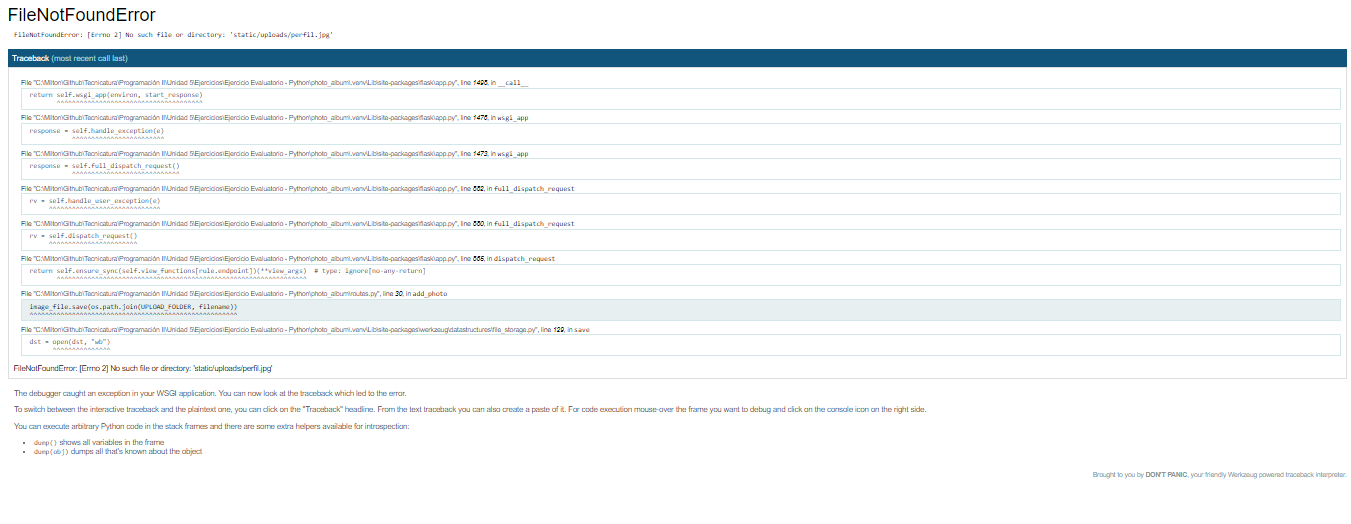 FileNotFoundError
FileNotFoundError: [Errno 2] No such file or directory: 'static/uploads/perfil.jpg'
Traceback (most recent call last)
File "C:\Milton\Github\Tecnicatura\Programación II\Unidad 5\Ejercicios\Ejercicio Evaluatorio - Python\photo_album\.venv\Lib\site-packages\flask\app.py", line 1498, in __call__
return self.wsgi_app(environ, start_response)
^^^^^^^^^^^^^^^^^^^^^^^^^^^^^^^^^^^^^^
File "C:\Milton\Github\Tecnicatura\Programación II\Unidad 5\Ejercicios\Ejercicio Evaluatorio - Python\photo_album\.venv\Lib\site-packages\flask\app.py", line 1476, in wsgi_app
response = self.handle_exception(e)
^^^^^^^^^^^^^^^^^^^^^^^^
File "C:\Milton\Github\Tecnicatura\Programación II\Unidad 5\Ejercicios\Ejercicio Evaluatorio - Python\photo_album\.venv\Lib\site-packages\flask\app.py", line 1473, in wsgi_app
response = self.full_dispatch_request()
^^^^^^^^^^^^^^^^^^^^^^^^^^^^
File "C:\Milton\Github\Tecnicatura\Programación II\Unidad 5\Ejercicios\Ejercicio Evaluatorio - Python\photo_album\.venv\Lib\site-packages\flask\app.py", line 882, in full_dispatch_request
rv = self.handle_user_exception(e)
^^^^^^^^^^^^^^^^^^^^^^^^^^^^^
File "C:\Milton\Github\Tecnicatura\Programación II\Unidad 5\Ejercicios\Ejercicio Evaluatorio - Python\photo_album\.venv\Lib\site-packages\flask\app.py", line 880, in full_dispatch_request
rv = self.dispatch_request()
^^^^^^^^^^^^^^^^^^^^^^^
File "C:\Milton\Github\Tecnicatura\Programación II\Unidad 5\Ejercicios\Ejercicio Evaluatorio - Python\photo_album\.venv\Lib\site-packages\flask\app.py", line 865, in dispatch_request
return self.ensure_sync(self.view_functions[rule.endpoint])(**view_args)  # type: ignore[no-any-return]
^^^^^^^^^^^^^^^^^^^^^^^^^^^^^^^^^^^^^^^^^^^^^^^^^^^^^^^^^^^^^^^^^
File "C:\Milton\Github\Tecnicatura\Programación II\Unidad 5\Ejercicios\Ejercicio Evaluatorio - Python\photo_album\routes.py", line 30, in add_photo
image_file.save(os.path.join(UPLOAD_FOLDER, filename))
^^^^^^^^^^^^^^^^^^^^^^^^^^^^^^^^^^^^^^^^^^^^^^^^^^^^^^
File "C:\Milton\Github\Tecnicatura\Programación II\Unidad 5\Ejercicios\Ejercicio Evaluatorio - Python\photo_album\.venv\Lib\site-packages\werkzeug\datastructures\file_storage.py", line 129, in save
dst = open(dst, "wb")
^^^^^^^^^^^^^^^
FileNotFoundError: [Errno 2] No such file or directory: 'static/uploads/perfil.jpg'
The debugger caught an exception in your WSGI application. You can now look at the traceback which led to the error.
To switch between the interactive traceback and the plaintext one, you can click on the "Traceback" headline. From the text traceback you can also create a paste of it. For code execution mouse-over the frame you want to debug and click on the console icon on the right side.
You can execute arbitrary Python code in the stack frames and there are some extra helpers available for introspection:
• dump() shows all variables in the frame
• dump(obj) dumps all that's known about the object
Brought to you by DON'T PANIC, your friendly Werkzeug powered traceback interpreter.